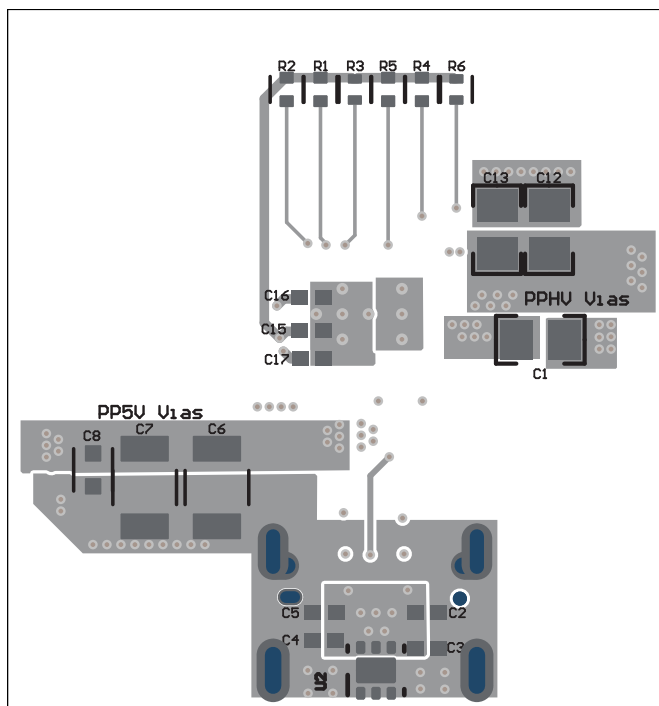 R2 R1 R3 R5 R4 R6
C13 C12
C16
PPHV Vias
C15
C17
C1
PP5V Vias
C8 C7 C6
C5 C2
C4 C3
U2